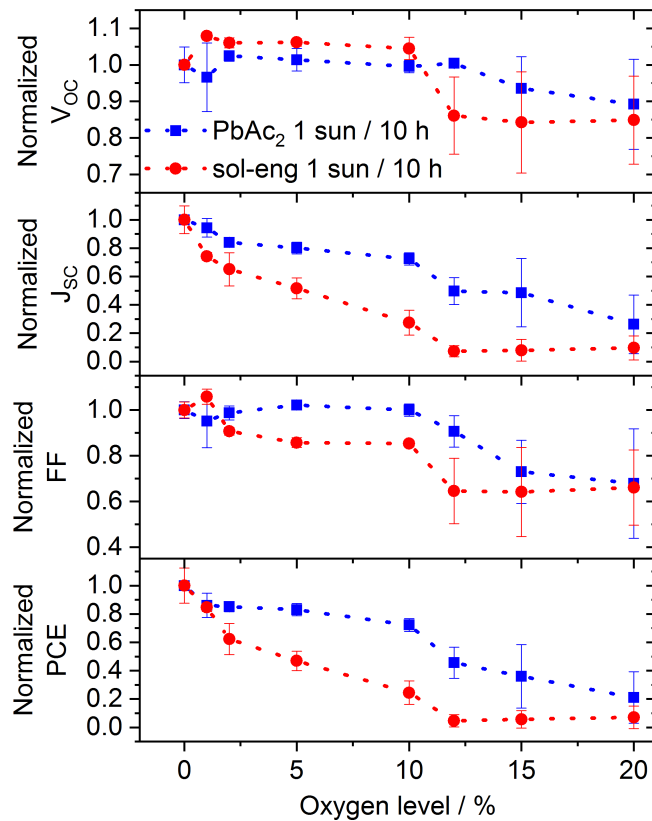 Normalized
V_OC
1.1
1.0
0.9
0.8
0.7
PbAc₂ 1 sun / 10 h
sol-eng 1 sun / 10 h
Normalized
J_SC
1.0
0.8
0.6
0.4
0.2
0.0
Normalized
FF
1.0
0.8
0.6
0.4
Normalized
PCE
1.0
0.8
0.6
0.4
0.2
0.0
0 5 10 15 20
Oxygen level / %